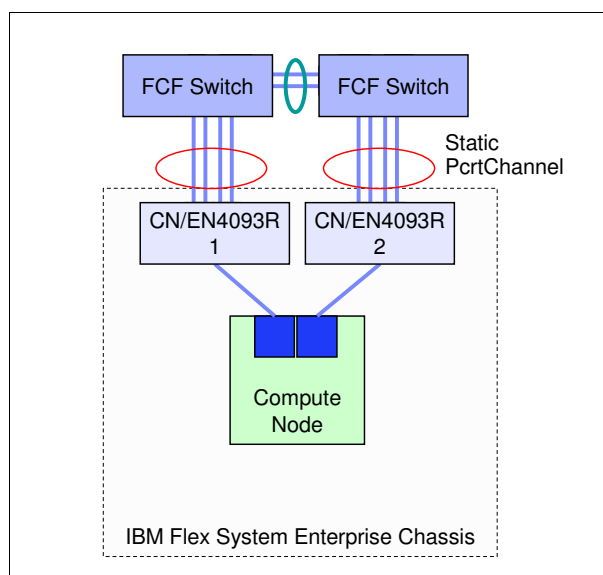 FCF Switch
FCF Switch
Static
PcrtChannel
CN/EN4093R
1
CN/EN4093R
2
Compute
Node
IBM Flex System Enterprise Chassis